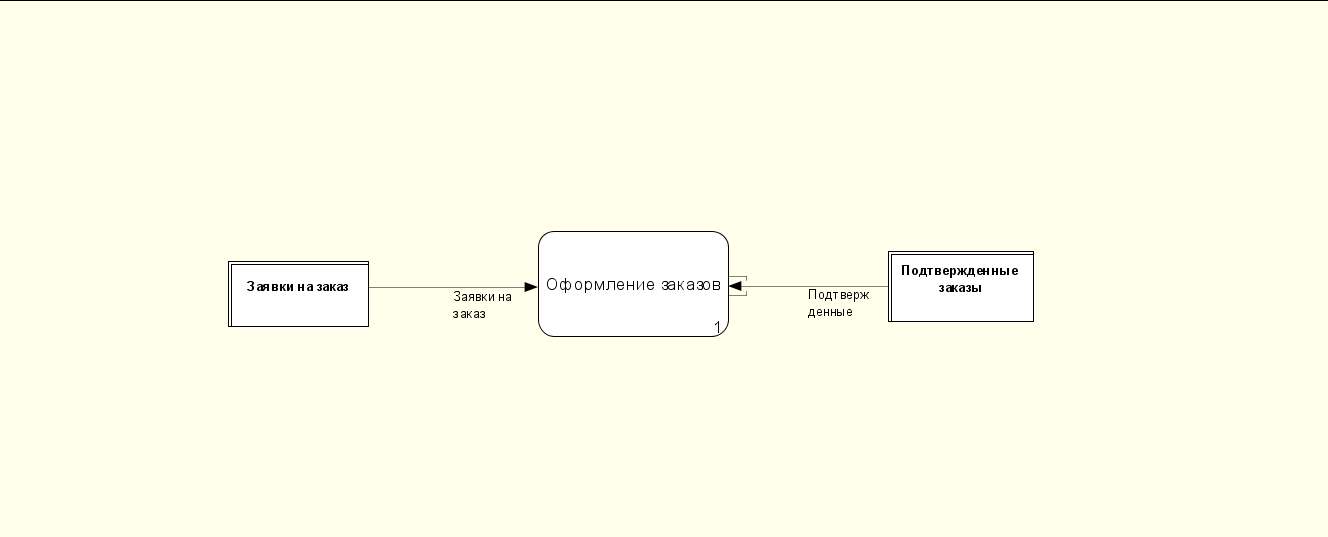 Заявки на заказ
Заявки на
заказ
Оформление заказов
1
Подтверж
денные
Подтвержденные
заказы